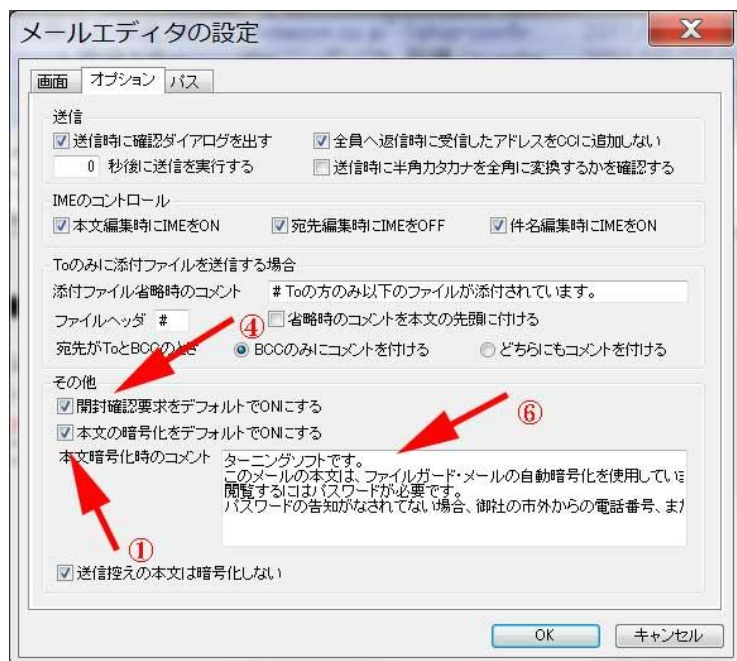 メールエディタの設定
画面 オプション パス
送信
送信時に確認ダイアログを出す 全員へ返信時に受信したアドレスをCCに追加しない
0 秒後に送信を実行する 送信時に半角カタカナを全角に変換するかを確認する
IMEのコントロール
本文編集時にIMEをON 宛先編集時にIMEをOFF 件名編集時にIMEをON
Toのみに添付ファイルを送信する場合
添付ファイル省略時のコメント # Toの方のみ以下のファイルが添付されています。
ファイルヘッダ # 省略時のコメントを本文の先頭に付ける
④
宛先がToとBCCのとき BCCのみにコメントを付ける どちらにもコメントを付ける
その他
開封確認要求をデフォルトでONにする
⑥
本文の暗号化をデフォルトでONにする
本文暗号化時のコメント ターニングソフトです。
このメールの本文は、ファイルガード・メールの自動暗号化を使用していま
閲覧するにはパスワードが必要です。
パスワードの告知がなされてない場合、御社の市外からの電話番号、また
①
送信控えの本文は暗号化しない
OK キャンセル